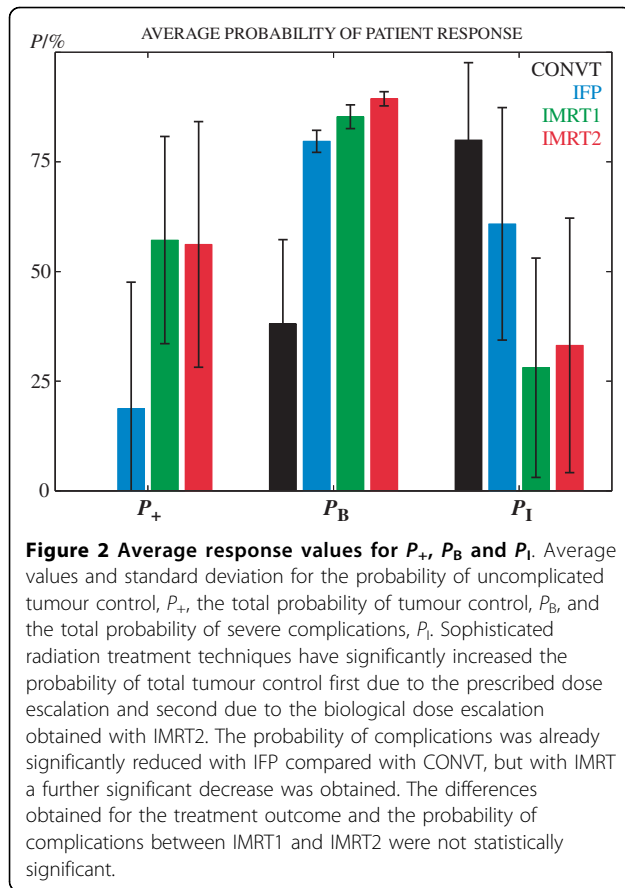 AVERAGE PROBABILITY OF PATIENT RESPONSE
P/%
CONVT
IFP
IMRT1
IMRT2
75
50
25
0
P+
PB
PI
Figure 2 Average response values for P+, PB and PI. Average
values and standard deviation for the probability of uncomplicated
tumour control, P+, the total probability of tumour control, PB, and
the total probability of severe complications, PI. Sophisticated
radiation treatment techniques have significantly increased the
probability of total tumour control first due to the prescribed dose
escalation and second due to the biological dose escalation
obtained with IMRT2. The probability of complications was already
significantly reduced with IFP compared with CONVT, but with IMRT
a further significant decrease was obtained. The differences
obtained for the treatment outcome and the probability of
complications between IMRT1 and IMRT2 were not statistically
significant.